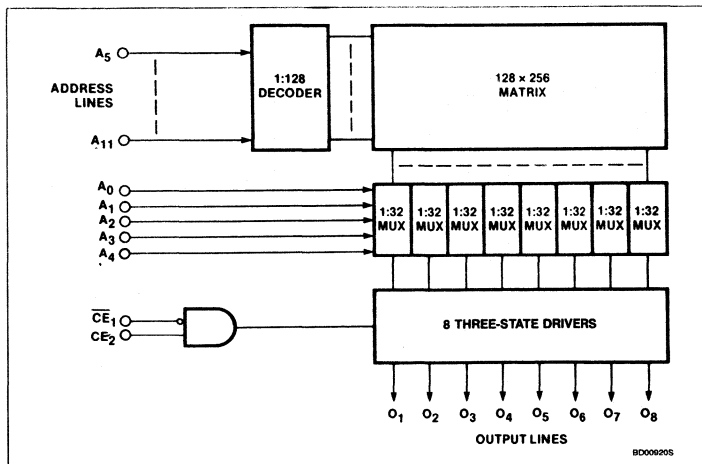 A5
ADDRESS
LINES
A11
1:128
DECODER
128 x 256
MATRIX
A0
A1
A2
A3
A4
1:32
MUX
1:32
MUX
1:32
MUX
1:32
MUX
1:32
MUX
1:32
MUX
1:32
MUX
1:32
MUX
CE1
CE2
8 THREE-STATE DRIVERS
O1 O2 O3 O4 O5 O6 O7 O8
OUTPUT LINES
BD00920S